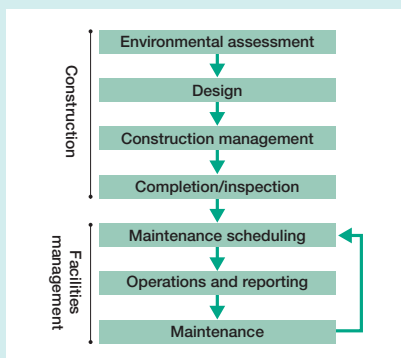 Construction
Environmental assessment
Design
Construction management
Completion/inspection
Facilities
management
Maintenance scheduling
Operations and reporting
Maintenance